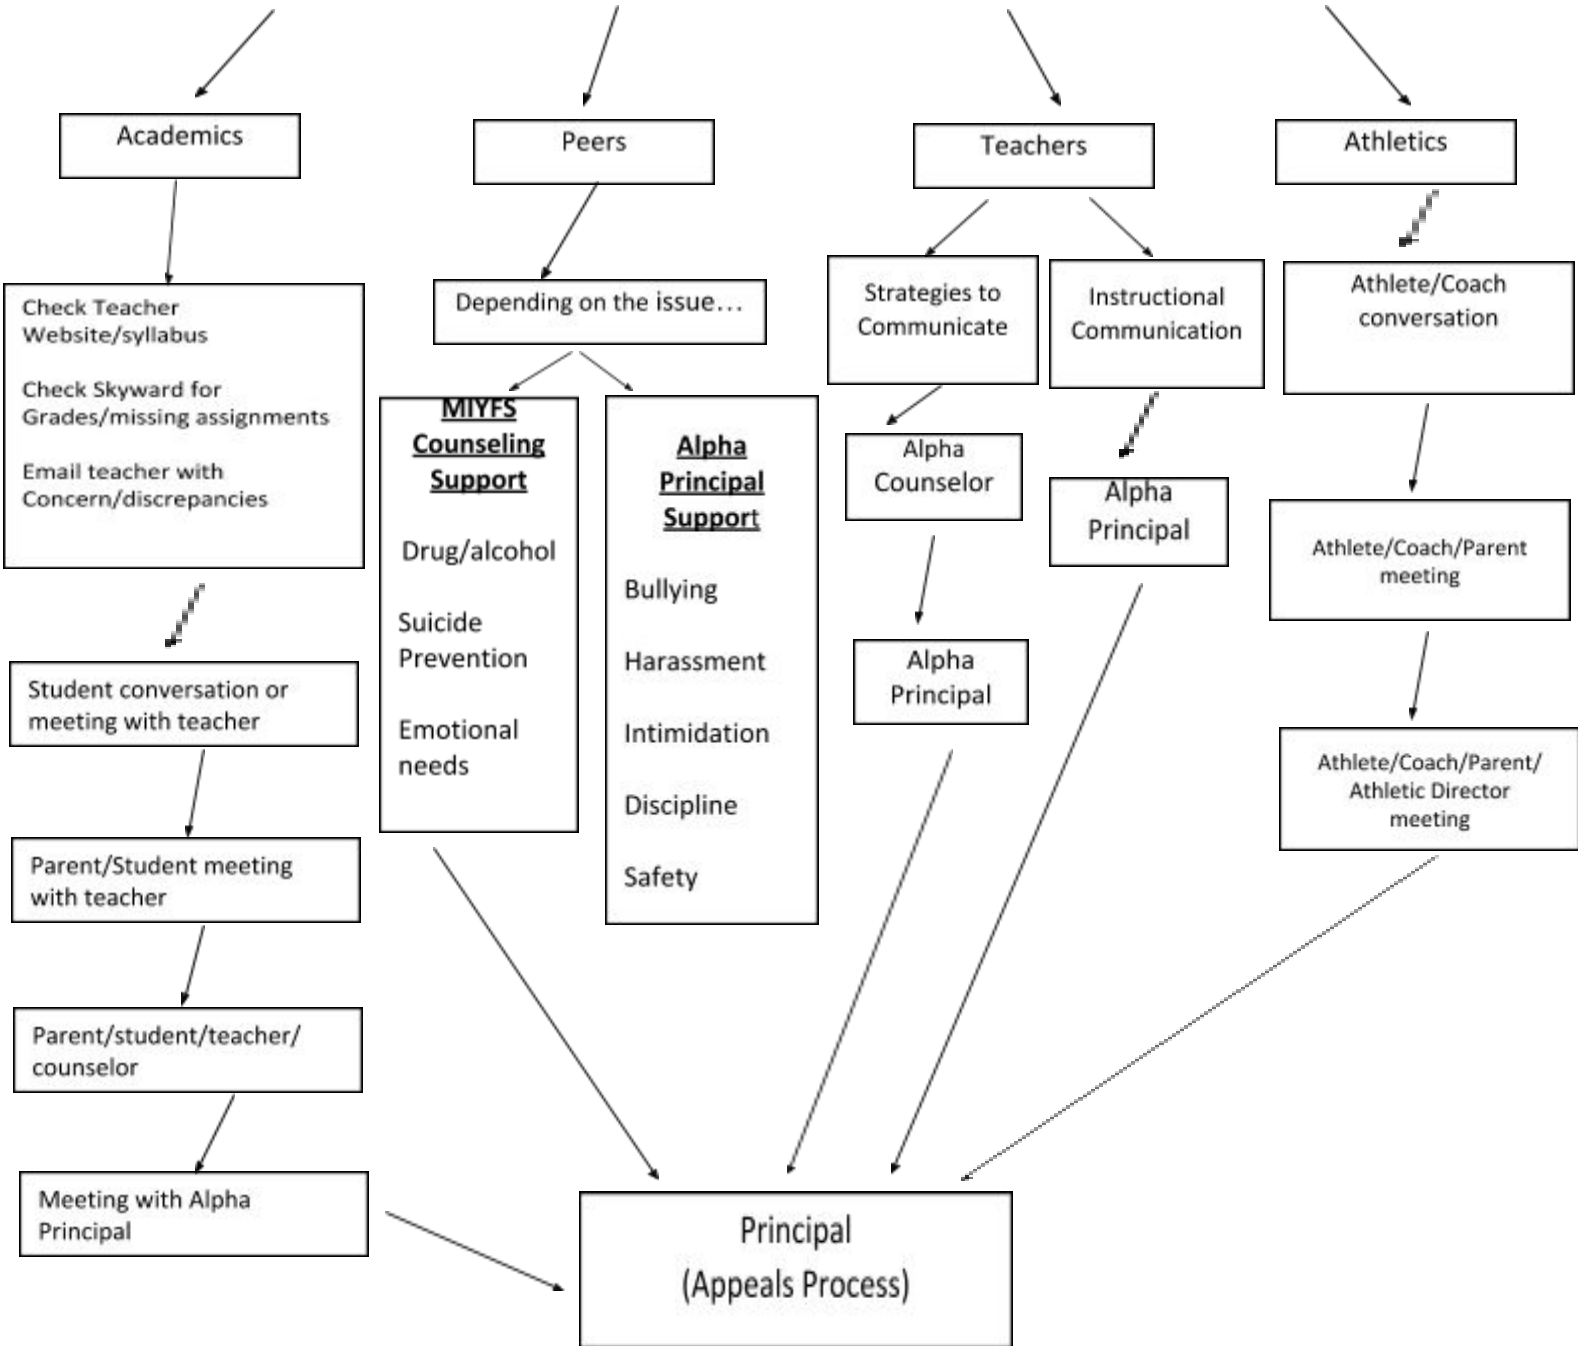 Academics
Check Teacher
Website/syllabus
Check Skyward for
Grades/missing assignments
Email teacher with
Concern/discrepancies
Student conversation or
meeting with teacher
Parent/Student meeting
with teacher
Parent/student/teacher/
counselor
Meeting with Alpha
Principal
Peers
Depending on the issue...
MIYFS
Counseling
Support
Drug/alcohol
Suicide
Prevention
Emotional
needs
Alpha
Principal
Support
Bullying
Harassment
Intimidation
Discipline
Safety
Teachers
Strategies to
Communicate
Alpha
Counselor
Alpha
Principal
Instructional
Communication
Alpha
Principal
Athletics
Athlete/Coach
conversation
Athlete/Coach/Parent
meeting
Athlete/Coach/Parent/
Athletic Director
meeting
Principal
(Appeals Process)